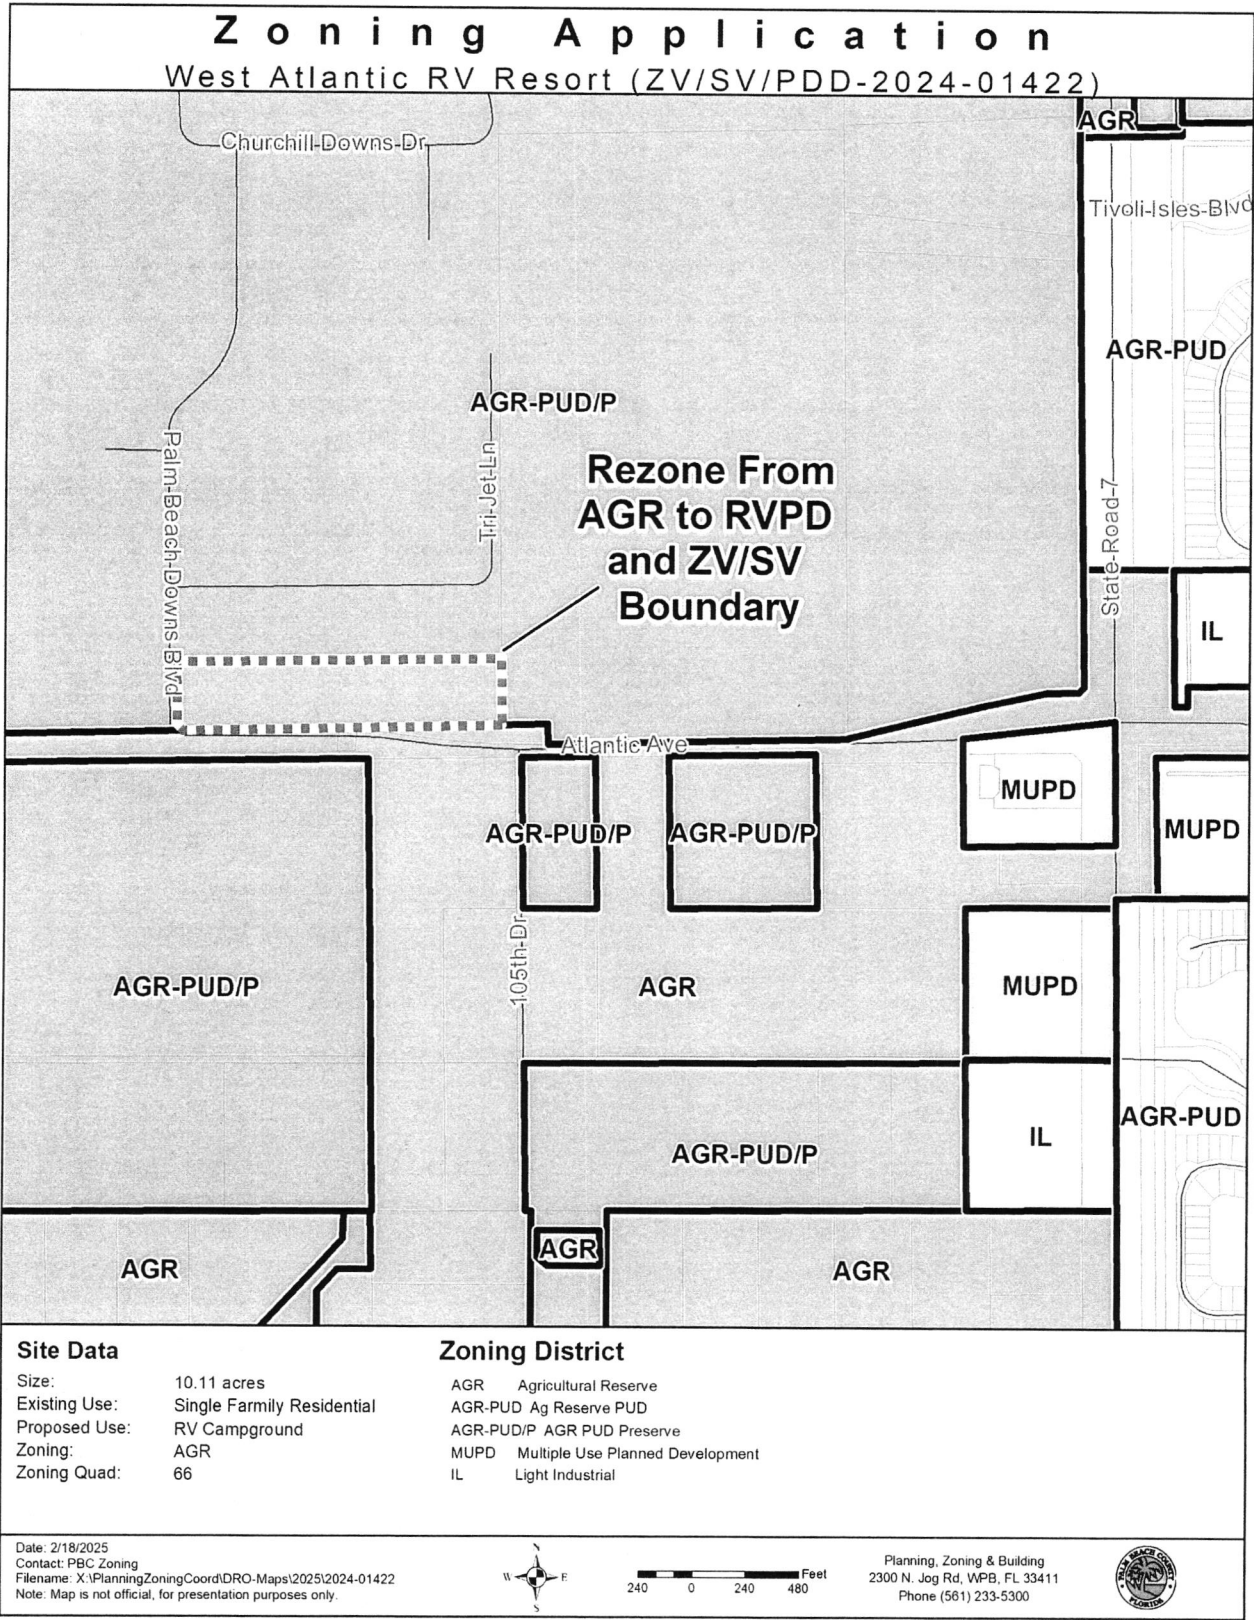 Zoning Application
West Atlantic RV Resort (ZV/SV/PDD-2024-01422)
Churchill-Downs-Dr
AGR
Tivoli-Isles-Blvd
AGR-PUD
AGR-PUD/P
Palm-Beach-Downs-Blvd
Tri-Jet-Ln
Rezone From
AGR to RVPD
and ZV/SV
Boundary
State-Road-7
IL
Atlantic Ave
MUPD
MUPD
AGR-PUD/P
AGR-PUD/P
105th-Dr
AGR-PUD/P
AGR
MUPD
AGR-PUD
IL
AGR-PUD/P
AGR
AGR
AGR
Site Data
Size: 10.11 acres
Existing Use: Single Farmily Residential
Proposed Use: RV Campground
Zoning: AGR
Zoning Quad: 66
Zoning District
AGR Agricultural Reserve
AGR-PUD Ag Reserve PUD
AGR-PUD/P AGR PUD Preserve
MUPD Multiple Use Planned Development
IL Light Industrial
Date: 2/18/2025
Contact: PBC Zoning
Filename: X:\PlanningZoningCoord\DRO-Maps\2025\2024-01422
Note: Map is not official, for presentation purposes only.
N
W E
S
Feet
240 0 240 480
Planning, Zoning & Building
2300 N. Jog Rd, WPB, FL 33411
Phone (561) 233-5300
PALM BEACH COUNTY
FLORIDA